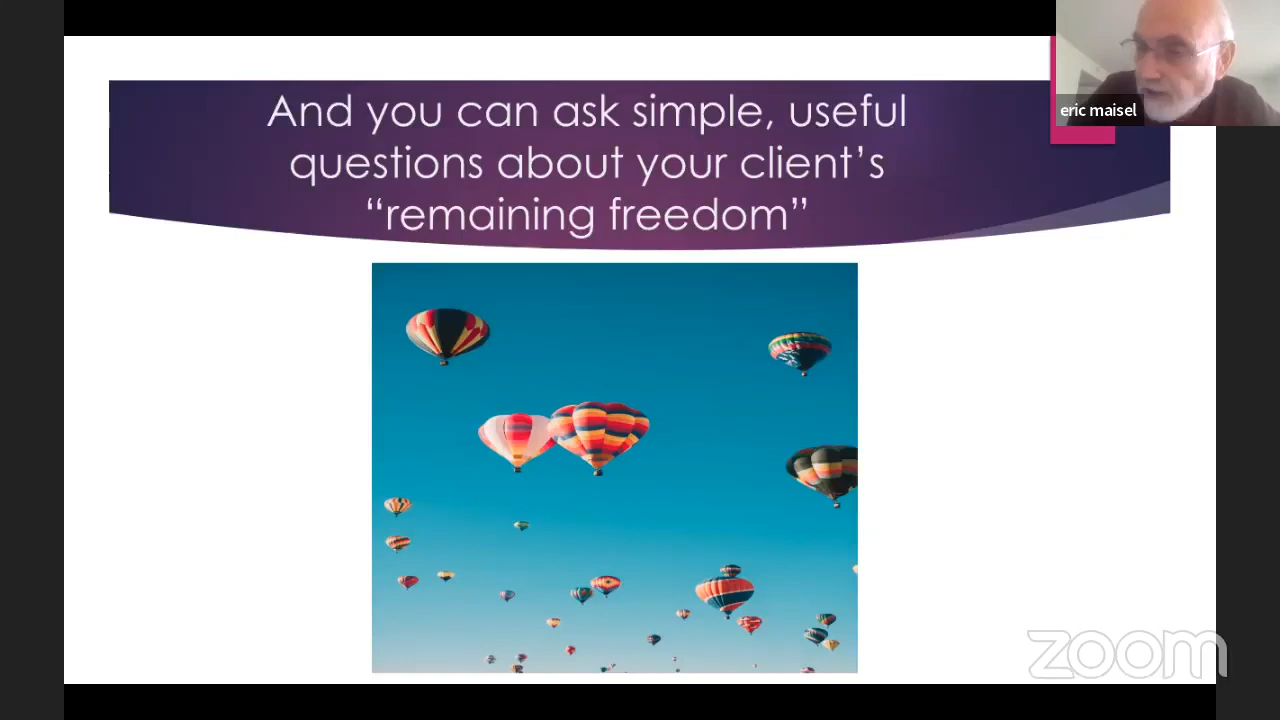 And you can ask simple, useful
questions about your client’s
“remaining freedom”
eric maisel
zoom